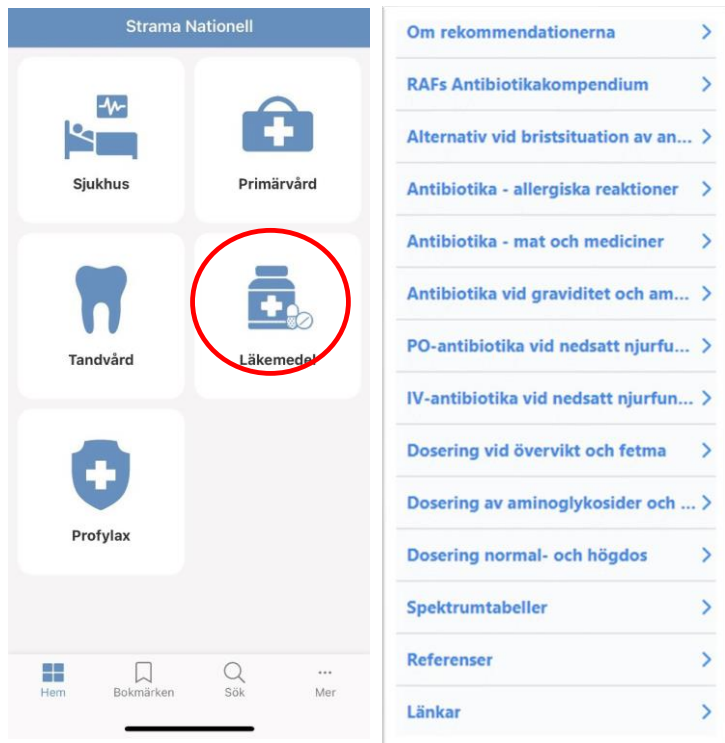 Strama Nationell
Sjukhus
Primärvård
Tandvård
Läkemedel
Profylax
Hem
Bokmärken
Sök
Mer
Om rekommendationerna
RAFs Antibiotikakompendium
Alternativ vid bristsituation av an...
Antibiotika - allergiska reaktioner
Antibiotika - mat och mediciner
Antibiotika vid graviditet och am...
PO-antibiotika vid nedsatt njurfu...
IV-antibiotika vid nedsatt njurfun...
Dosering vid övervikt och fetma
Dosering av aminoglykosider och ...
Dosering normal- och högdos
Spektrumtabeller
Referenser
Länkar